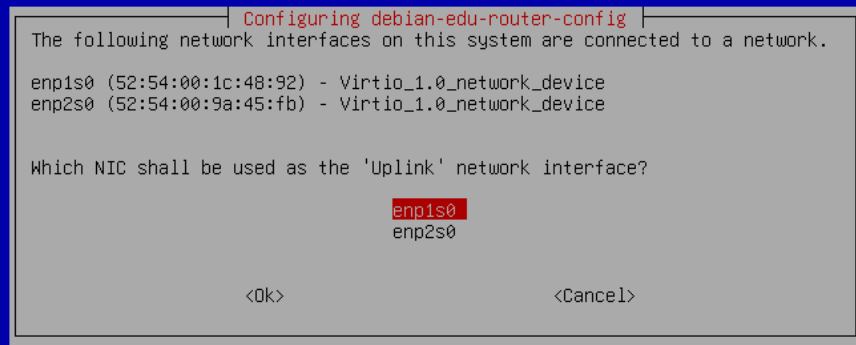 Configuring debian-edu-router-config
The following network interfaces on this system are connected to a network.
enp1s0 (52:54:00:1c:48:92) - Virtio_1.0_network_device
enp2s0 (52:54:00:9a:45:fb) - Virtio_1.0_network_device
Which NIC shall be used as the 'Uplink' network interface?
enp1s0
enp2s0
<Ok> <Cancel>